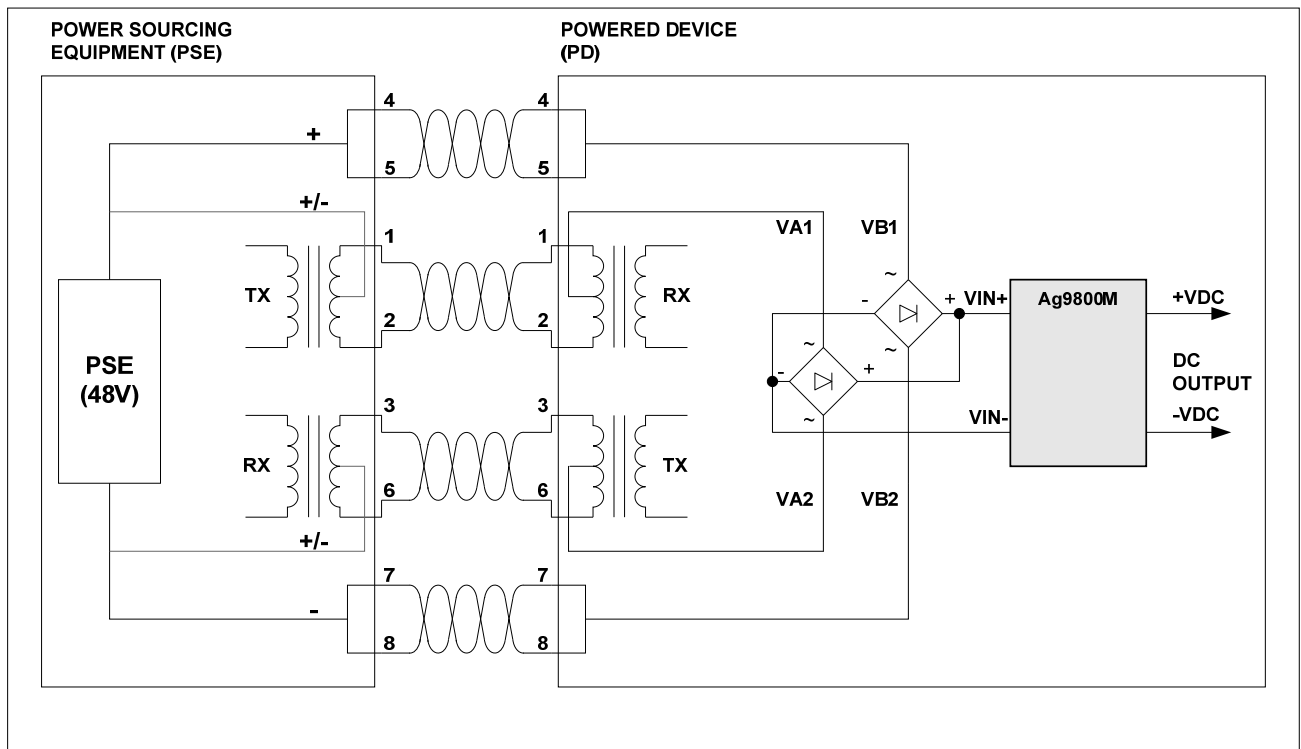 POWER SOURCING
EQUIPMENT (PSE)
POWERED DEVICE
(PD)
4
4
+
5
5
+/-
1
1
VA1
VB1
TX
RX
~
-
+
VIN+
Ag9800M
+VDC
2
2
~
~
PSE
(48V)
-
+
DC
OUTPUT
3
3
~
VIN-
-VDC
RX
TX
6
6
VA2
VB2
+/-
7
7
-
8
8